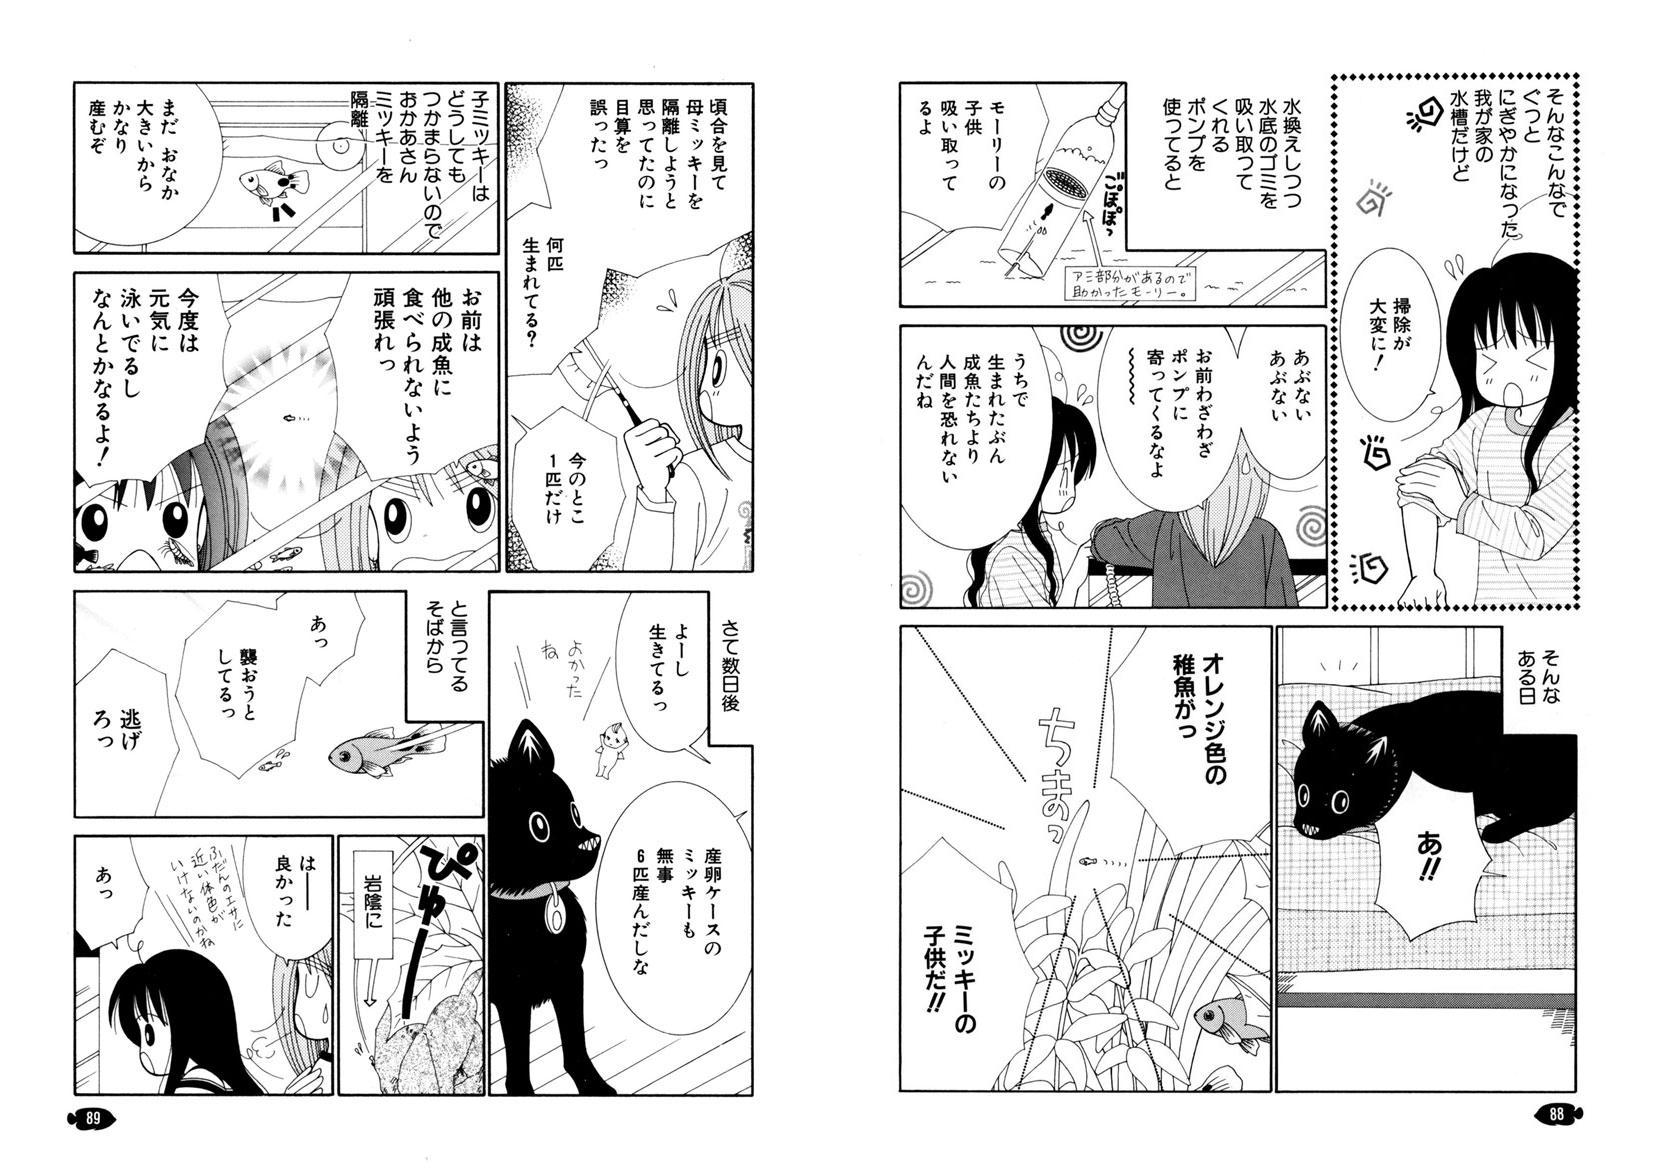 そんなこんなで
ぐっと
にぎやかになった
我が家の
水槽だけど
掃除が
大変に!
水換えしつつ
水底のゴミを
吸い取って
くれる
ポンプを
使ってると
モーリーの
子供
吸い取って
るよ
ごぽぽっ
アミ部分があるので
助かったモーリー。
あぶない
あぶない
お前わざわざ
ポンプに
寄ってくるなよ
〜〜〜〜
うちで
生まれたぶん
成魚たちより
人間を恐れない
んだね
そんな
ある日
あ!!
オレンジ色の
稚魚がっ
ちまっ
ミッキーの
子供だ!!
88
頃合を見て
母ミッキーを
隔離しようと
思ってたのに
目算を
誤ったっ
何匹
生まれてる?
今のとこ
1匹だけ
子ミッキーは
どうしても
つかまらないので
おかあさん
ミッキーを
隔離
まだ おなか
大きいから
かなり
産むぞ
お前は
他の成魚に
食べられないよう
頑張れっ
今度は
元気に
泳いでるし
なんとかなるよ!
さて数日後
よーし
生きてるっ
よかった
ね
産卵ケースの
ミッキーも
無事
6匹産んだしな
と言ってる
そばから
あっ
襲おうと
してるっ
逃げ
ろっ
ぴゅーー
岩陰に
は――
良かった
ふだんのエサに
近い体色が
いけないのかね
あっ
89